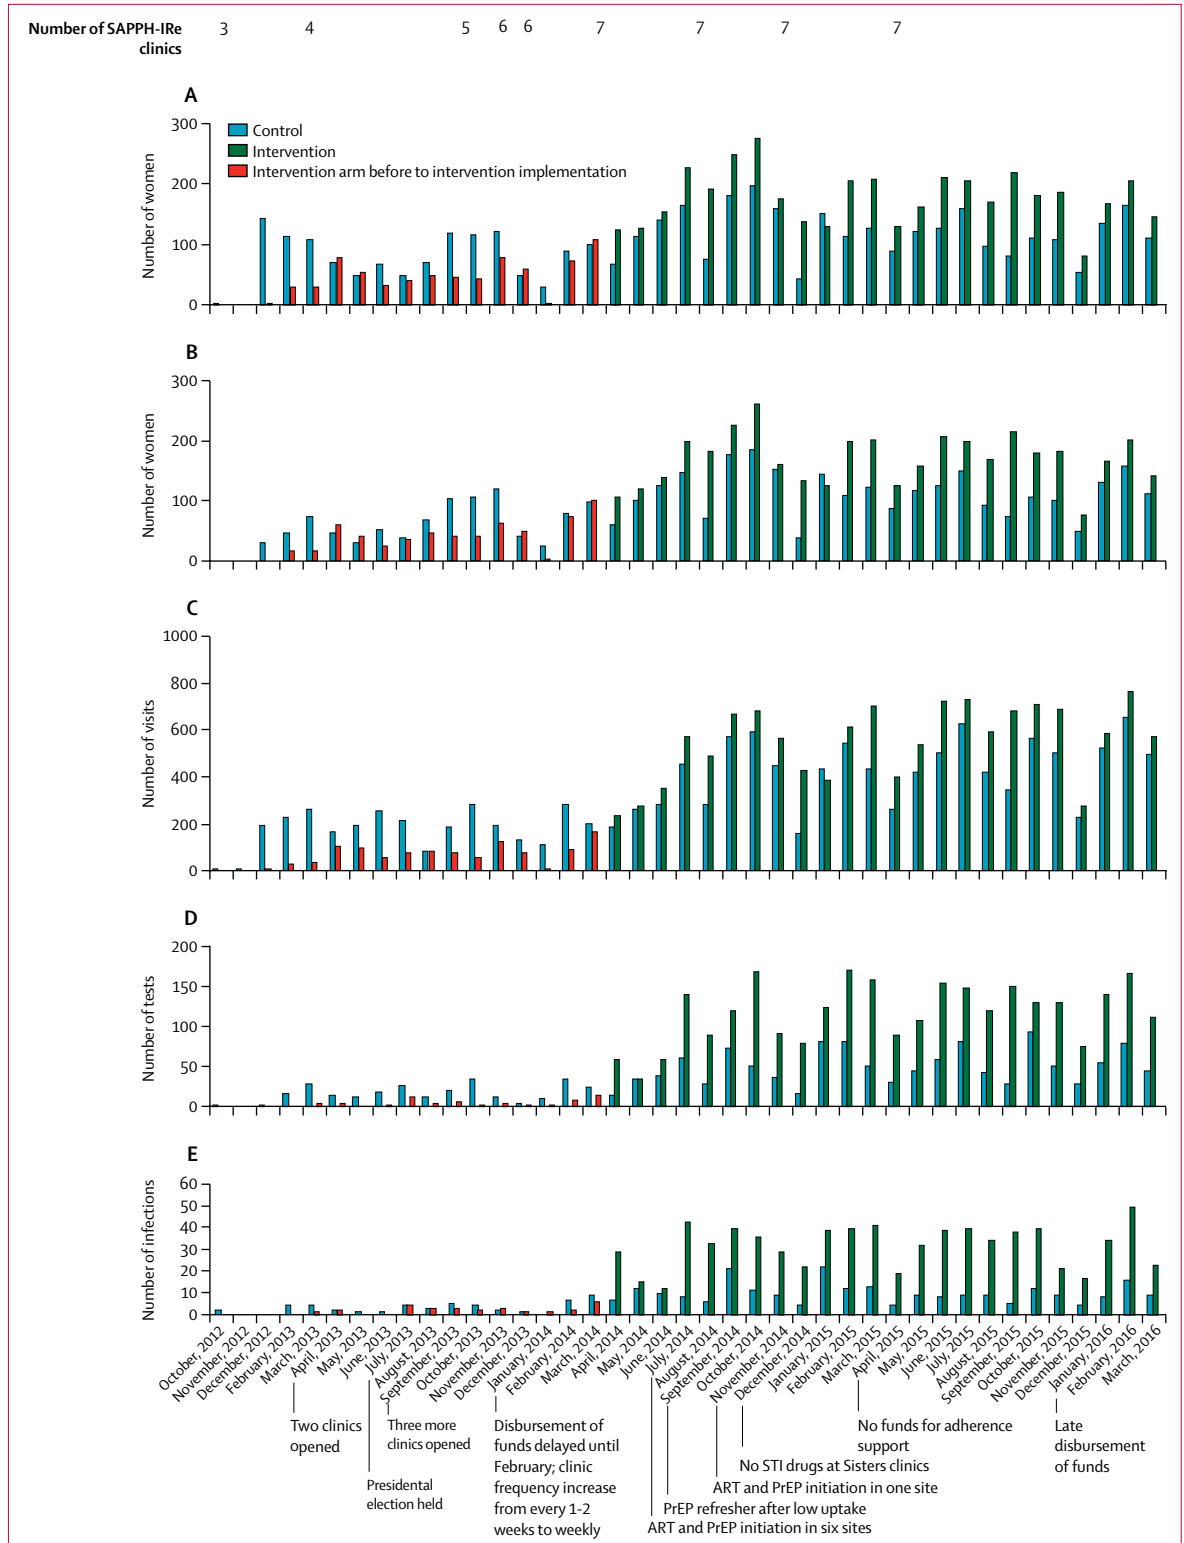 Number of SAPPH-IRe clinics 3 4 5 6 6 7 7 7 7
A
300
200
100
0
Number of women
Control
Intervention
Intervention arm before to intervention implementation
B
300
200
100
0
Number of women
C
1000
800
600
400
200
0
Number of visits
D
200
150
100
50
0
Number of tests
E
60
50
40
30
20
10
0
Number of infections
October, 2012
November, 2012
December, 2012
February, 2013
March, 2013
April, 2013
May, 2013
June, 2013
July, 2013
August, 2013
September, 2013
October, 2013
November, 2013
December, 2013
January, 2014
February, 2014
March, 2014
April, 2014
May, 2014
June, 2014
July, 2014
August, 2014
September, 2014
October, 2014
November, 2014
December, 2014
January, 2015
February, 2015
March, 2015
April, 2015
May, 2015
June, 2015
July, 2015
August, 2015
September, 2015
October, 2015
November, 2015
December, 2015
January, 2016
February, 2016
March, 2016
Two clinics
opened
Presidental
election held
Three more
clinics opened
Disbursement of
funds delayed until
February; clinic
frequency increase
from every 1-2
weeks to weekly
No funds for adherence
support
Late
disbursement
of funds
No STI drugs at Sisters clinics
ART and PrEP initiation in one site
PrEP refresher after low uptake
ART and PrEP initiation in six sites